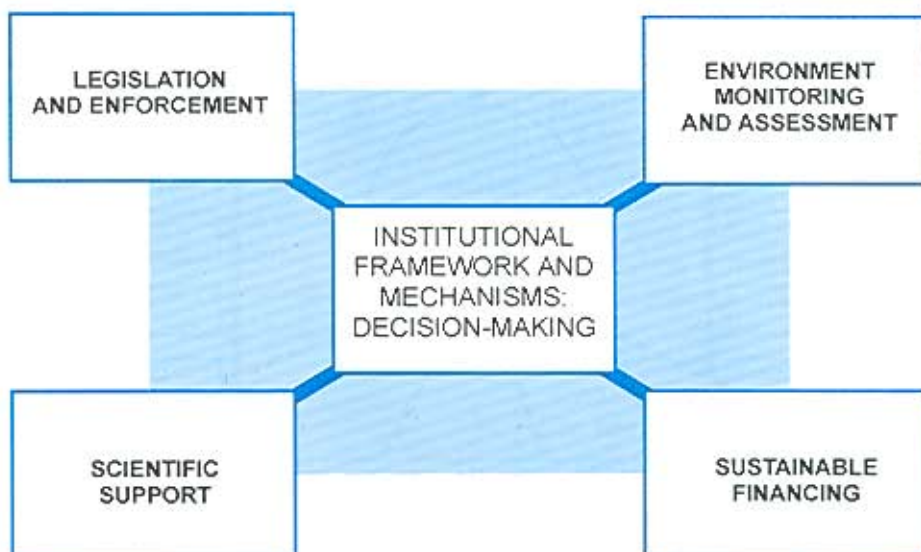 LEGISLATION
AND ENFORCEMENT
ENVIRONMENT
MONITORING
AND ASSESSMENT
INSTITUTIONAL
FRAMEWORK AND
MECHANISMS:
DECISION-MAKING
SCIENTIFIC
SUPPORT
SUSTAINABLE
FINANCING